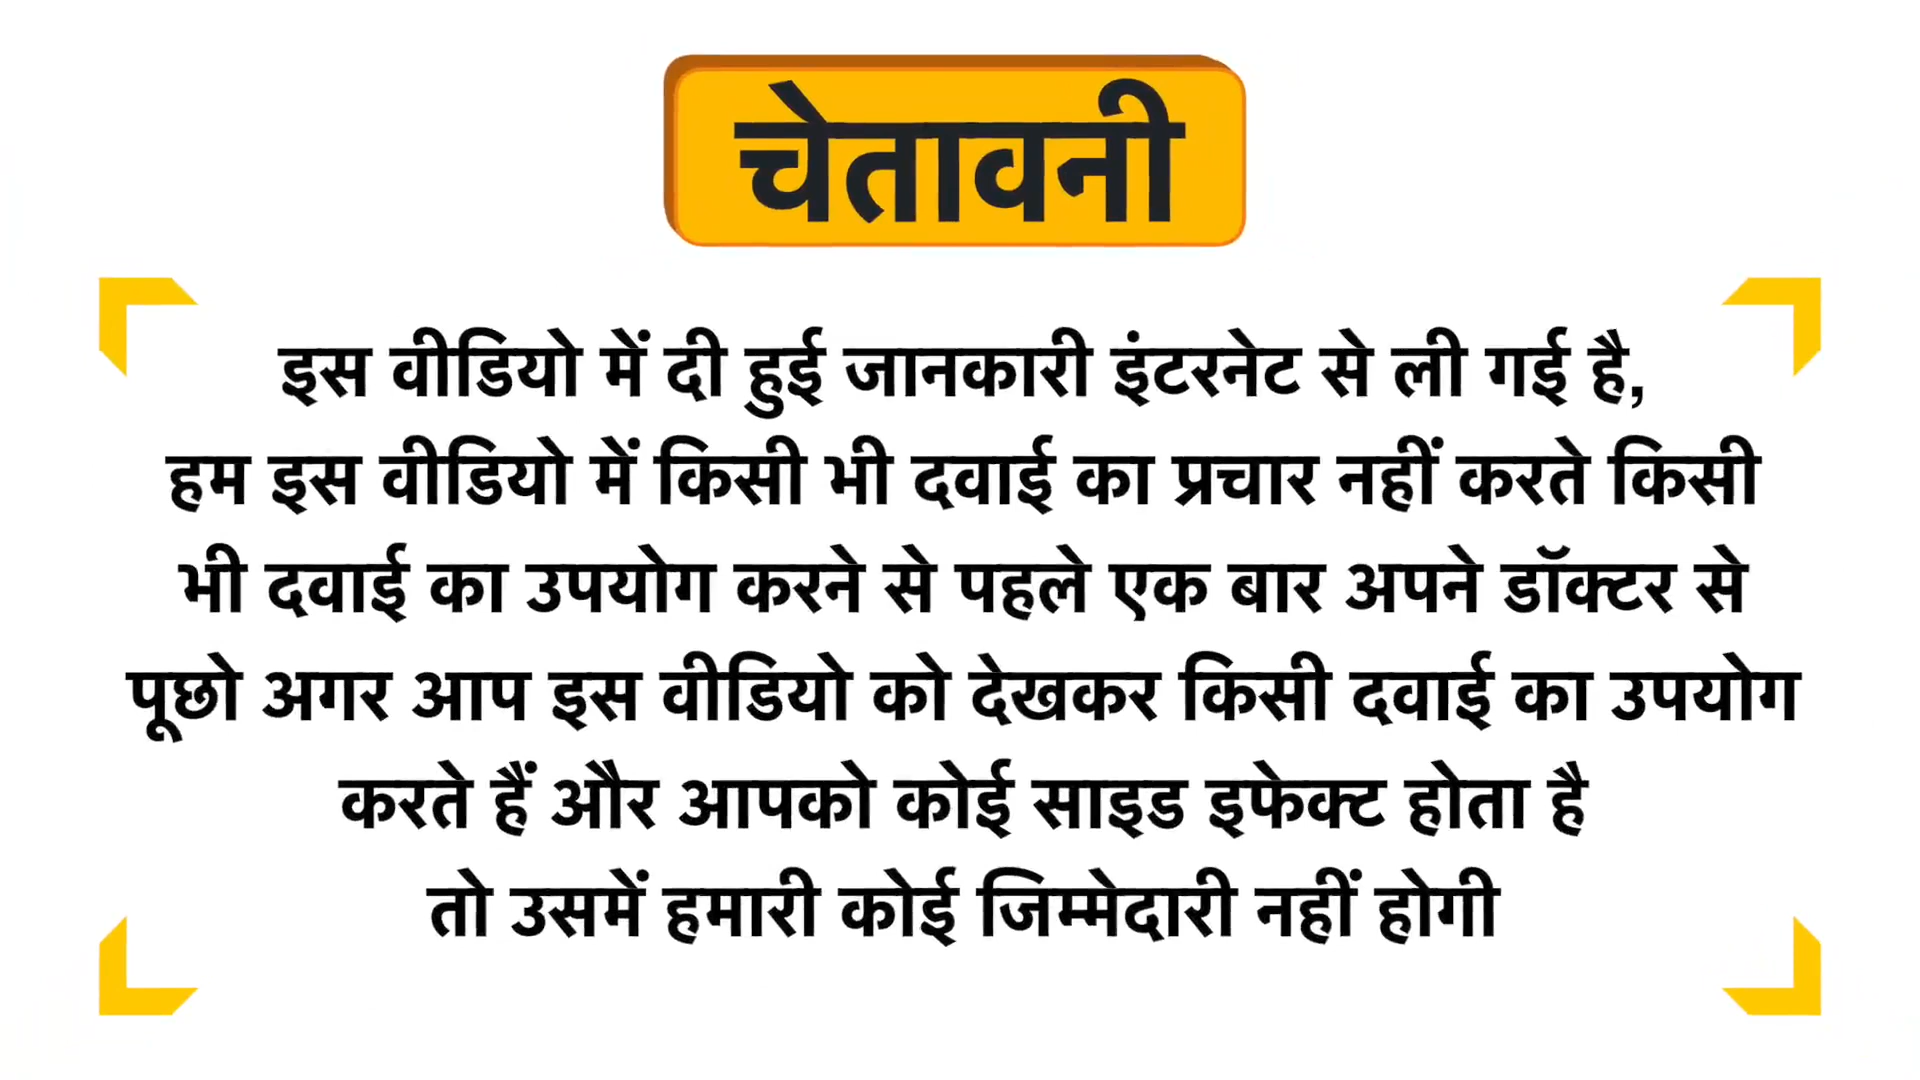 चेतावनी
इस वीडियो में दी हुई जानकारी इंटरनेट से ली गई है,
हम इस वीडियो में किसी भी दवाई का प्रचार नहीं करते किसी
भी दवाई का उपयोग करने से पहले एक बार अपने डॉक्टर से
पूछो अगर आप इस वीडियो को देखकर किसी दवाई का उपयोग
करते हैं और आपको कोई साइड इफेक्ट होता है
तो उसमें हमारी कोई जिम्मेदारी नहीं होगी